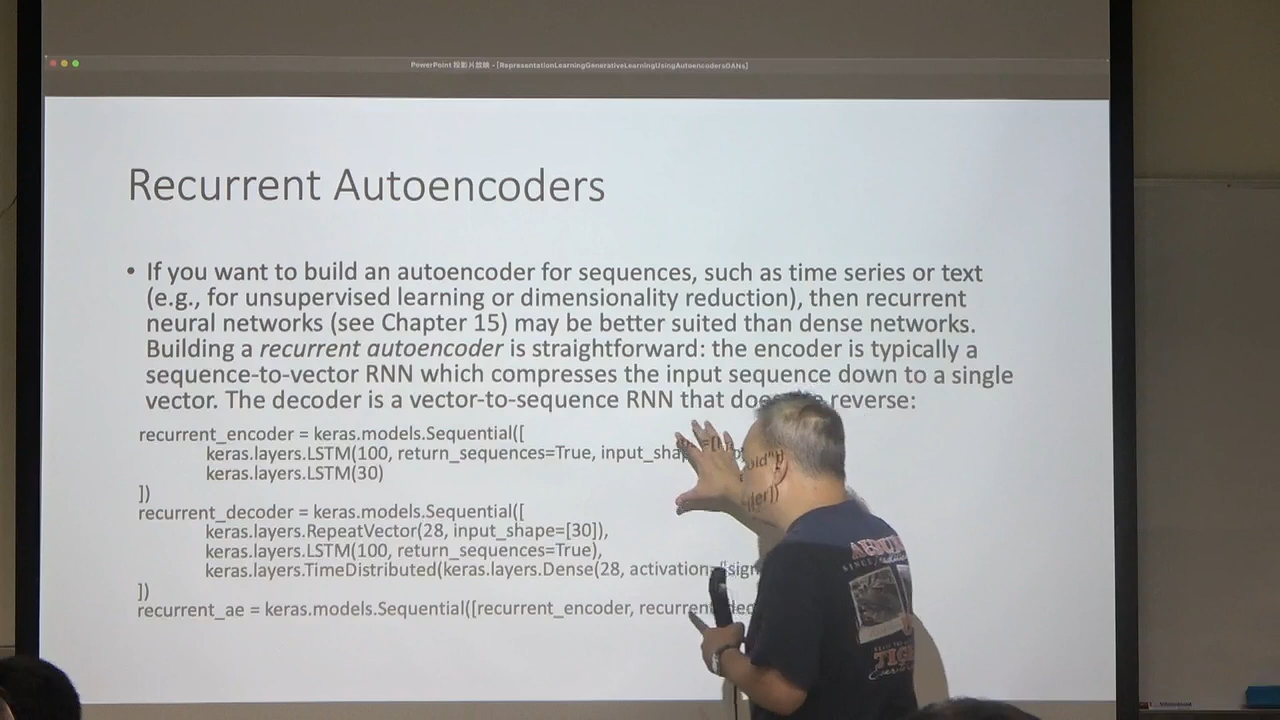 PowerPoint 投影片放映 - [RepresentationLearningGenerativeLearningUsingAutoencodersGANs]
Recurrent Autoencoders
• If you want to build an autoencoder for sequences, such as time series or text
(e.g., for unsupervised learning or dimensionality reduction), then recurrent
neural networks (see Chapter 15) may be better suited than dense networks.
Building a recurrent autoencoder is straightforward: the encoder is typically a
sequence-to-vector RNN which compresses the input sequence down to a single
vector. The decoder is a vector-to-sequence RNN that does reverse:
recurrent_encoder = keras.models.Sequential([
keras.layers.LSTM(100, return_sequences=True,
keras.layers.LSTM(30)
])
recurrent_decoder = keras.models.Sequential([
keras.layers.RepeatVector(28, input_shape=[30]),
keras.layers.LSTM(100, return_sequences=True),
keras.layers.TimeDistributed(keras.layers.Dense(28, activation=
])
recurrent_ae = keras.models.Sequential([recurrent_encoder,